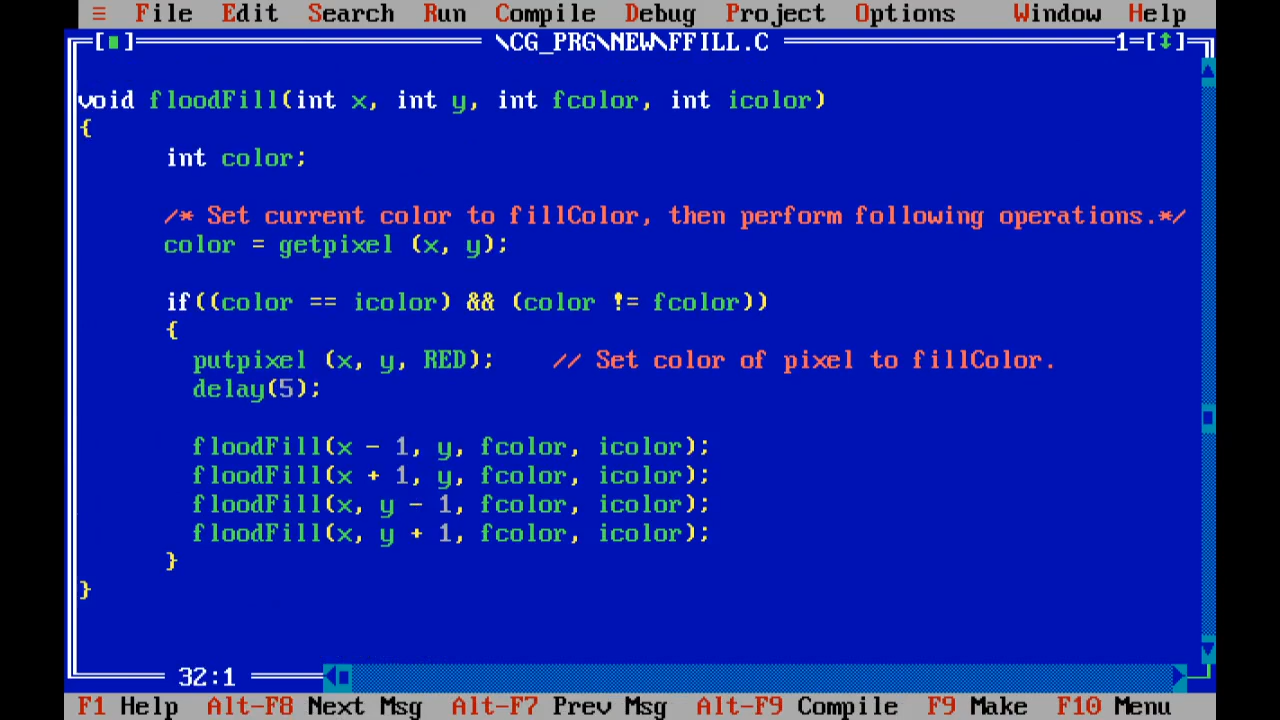 ≡ File Edit Search Run Compile Debug Project Options Window Help
[■] \CG_PRG\NEW\FFILL.C 1=[↕]
void floodFill(int x, int y, int fcolor, int icolor)
{
int color;
/* Set current color to fillColor, then perform following operations.*/
color = getpixel (x, y);
if((color == icolor) && (color != fcolor))
{
putpixel (x, y, RED); // Set color of pixel to fillColor.
delay(5);
floodFill(x - 1, y, fcolor, icolor);
floodFill(x + 1, y, fcolor, icolor);
floodFill(x, y - 1, fcolor, icolor);
floodFill(x, y + 1, fcolor, icolor);
}
}
32:1
F1 Help Alt-F8 Next Msg Alt-F7 Prev Msg Alt-F9 Compile F9 Make F10 Menu